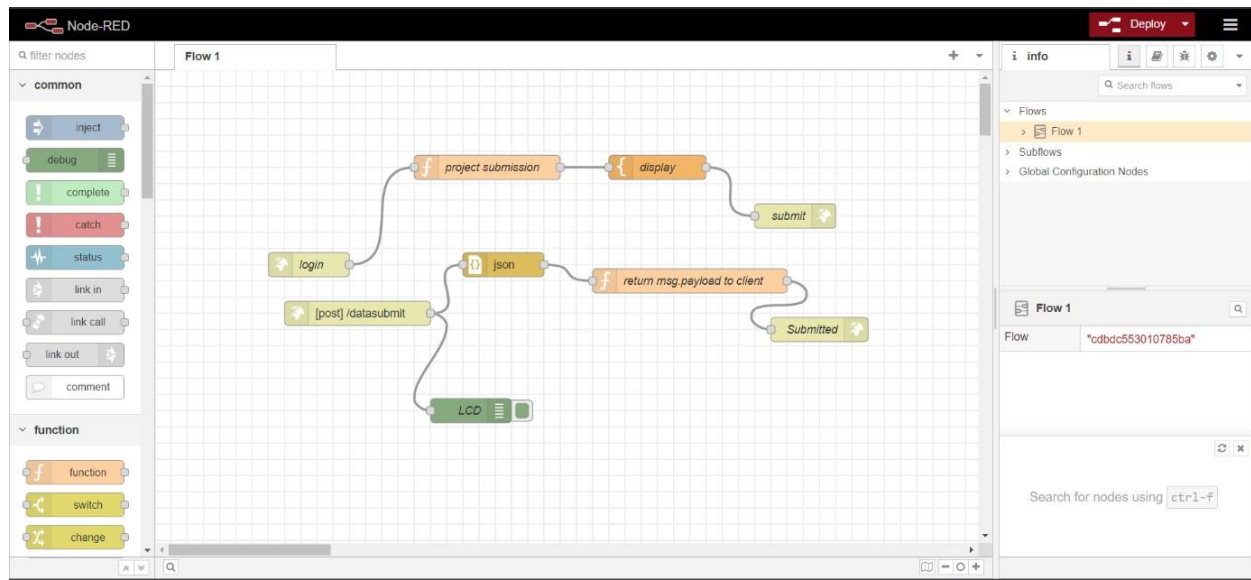 Node-RED
Deploy
filter nodes
Flow 1
i info
common
Search flows
inject
debug
complete
catch
status
link in
link call
link out
comment
function
function
switch
change
project submission
display
submit
login
json
return msg.payload to client
[post] /datasubmit
Submitted
LCD
Flows
Flow 1
Subflows
Global Configuration Nodes
Flow 1
Flow "cdbdc553010785ba"
Search for nodes using ctrl-f